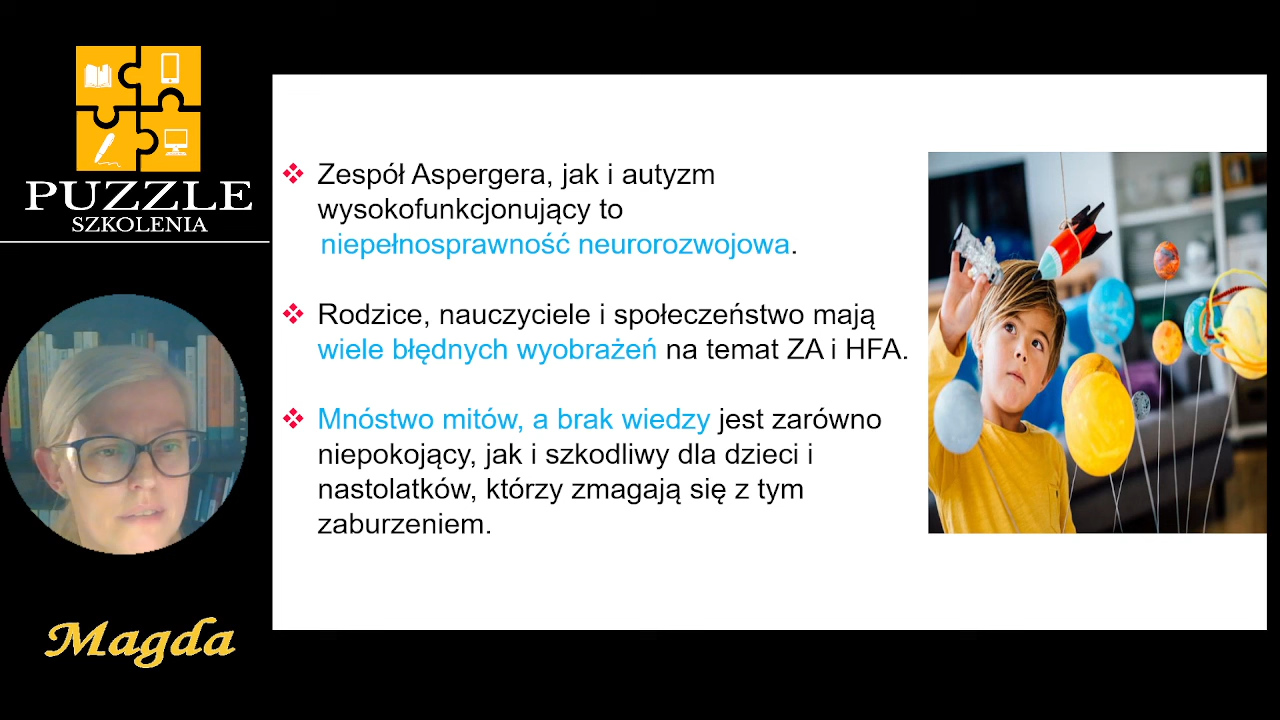 PUZZLE
SZKOLENIA
Zespół Aspergera, jak i autyzm
wysokofunkcjonujący to
niepełnosprawność neurorozwojowa.
Rodzice, nauczyciele i społeczeństwo mają
wiele błędnych wyobrażeń na temat ZA i HFA.
Mnóstwo mitów, a brak wiedzy jest zarówno
niepokojący, jak i szkodliwy dla dzieci i
nastolatków, którzy zmagają się z tym
zaburzeniem.
Magda